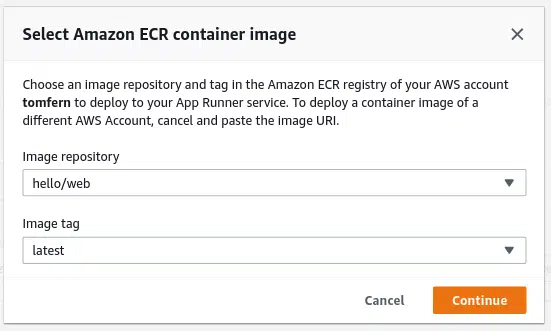 Select Amazon ECR container image
Choose an image repository and tag in the Amazon ECR registry of your AWS account
tomfern to deploy to your App Runner service. To deploy a container image of a
different AWS Account, cancel and paste the image URI.
Image repository
hello/web
Image tag
latest
Cancel Continue